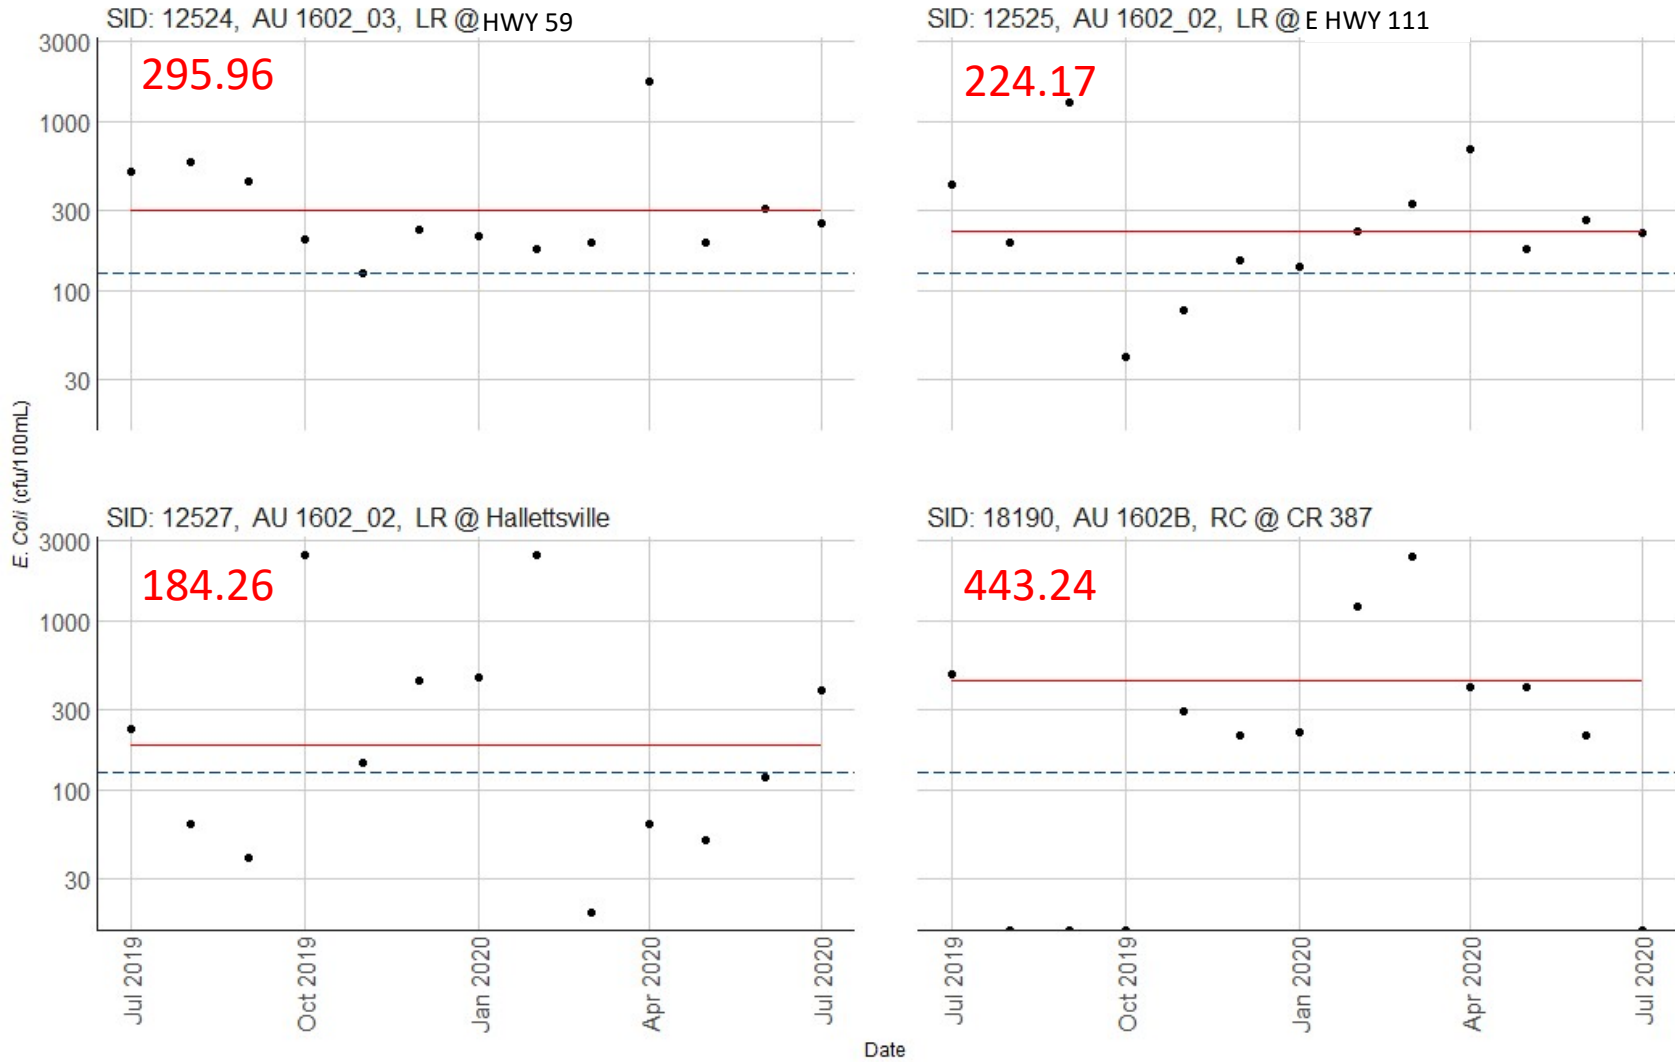 SID: 12524, AU 1602_03, LR @ HWY 59
SID: 12525, AU 1602_02, LR @ E HWY 111
3000
295.96
224.17
1000
300
100
30
E. Coli (cfu/100mL)
SID: 12527, AU 1602_02, LR @ Hallettsville
SID: 18190, AU 1602B, RC @ CR 387
3000
184.26
443.24
1000
300
100
30
Jul 2019
Oct 2019
Jan 2020
Apr 2020
Jul 2020
Jul 2019
Oct 2019
Jan 2020
Apr 2020
Jul 2020
Date